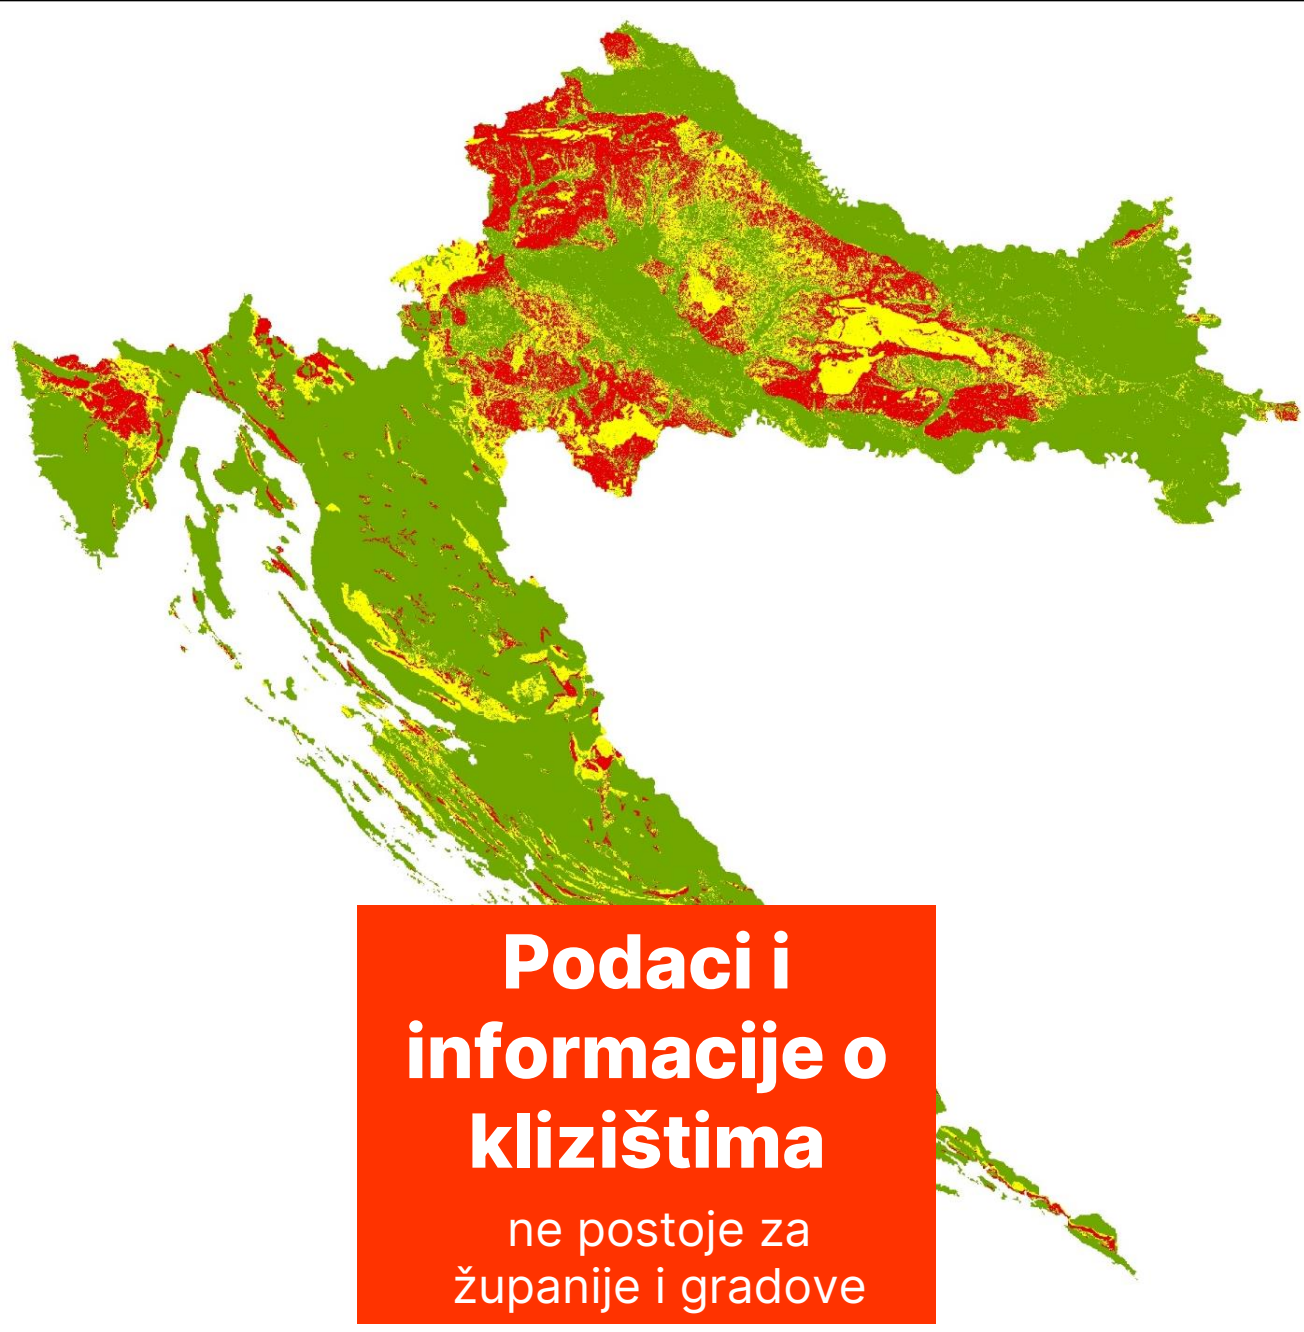 Podaci i
informacije o
klizištima
ne postoje za
županije i gradove